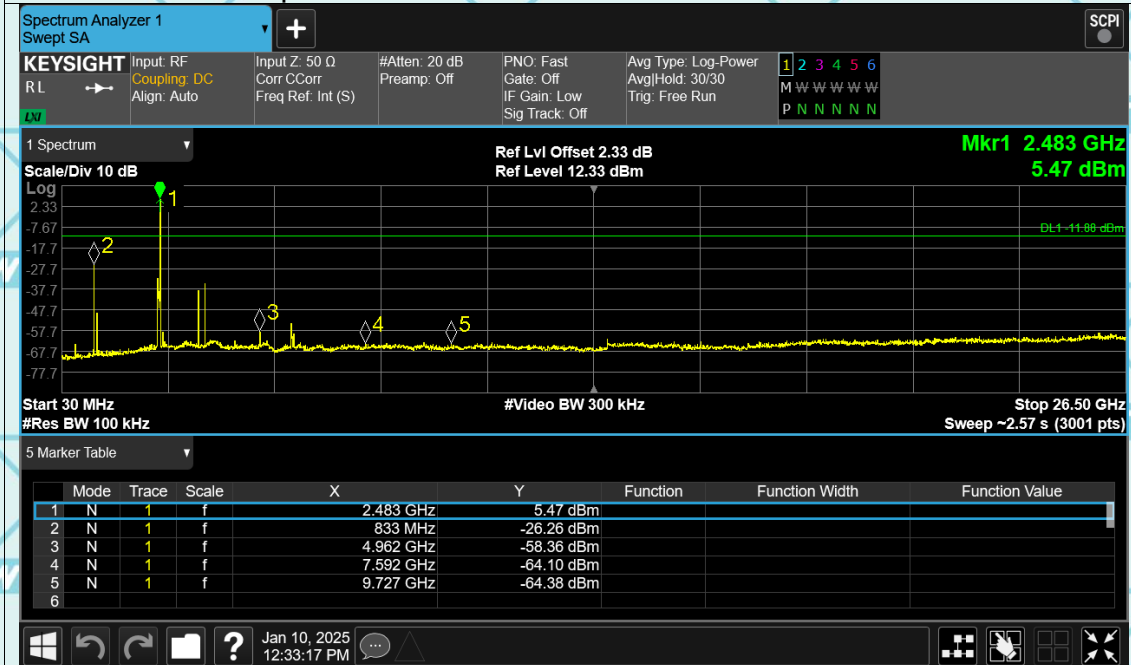 Spectrum Analyzer 1
Swept SA
+
SCPI
KEYSIGHT
R L
LXI
Input: RF
Coupling: DC
Align: Auto
Input Z: 50 Ω
Corr CCorr
Freq Ref: Int (S)
#Atten: 20 dB
Preamp: Off
PNO: Fast
Gate: Off
IF Gain: Low
Sig Track: Off
Avg Type: Log-Power
Avg|Hold: 30/30
Trig: Free Run
1 2 3 4 5 6
M W W W W W
P N N N N N
1 Spectrum
Scale/Div 10 dB
Ref Lvl Offset 2.33 dB
Ref Level 12.33 dBm
Mkr1 2.483 GHz
5.47 dBm
Log
2.33
-7.67
-17.7
-27.7
-37.7
-47.7
-57.7
-67.7
-77.7
1
2
3
4
5
DL1 -11.88 dBm
Start 30 MHz
#Video BW 300 kHz
Stop 26.50 GHz
#Res BW 100 kHz
Sweep ~2.57 s (3001 pts)
5 Marker Table
Mode Trace Scale X Y Function Function Width Function Value
1 N 1 f 2.483 GHz 5.47 dBm
2 N 1 f 833 MHz -26.26 dBm
3 N 1 f 4.962 GHz -58.36 dBm
4 N 1 f 7.592 GHz -64.10 dBm
5 N 1 f 9.727 GHz -64.38 dBm
6
?
Jan 10, 2025
12:33:17 PM